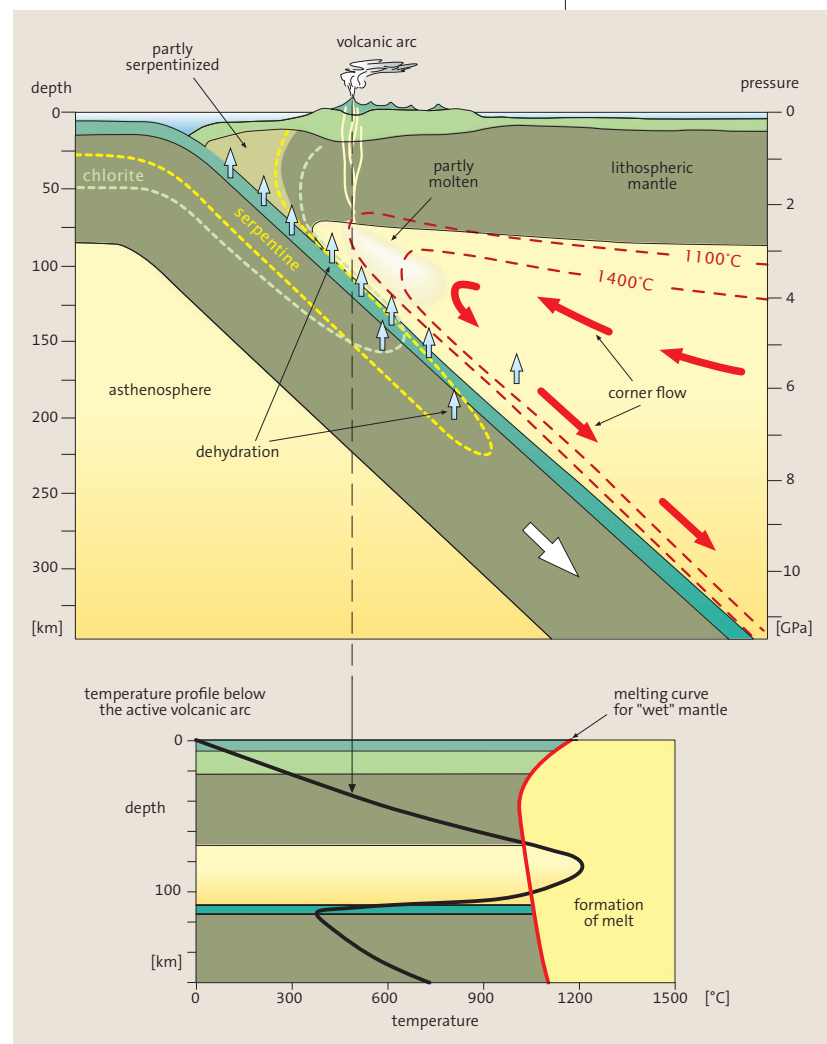 volcanic arc
partly
serpentinized
depth
pressure
0
50
100
150
200
250
300
[km]
0
2
4
6
8
10
[GPa]
chlorite
serpentine
partly
molten
lithospheric
mantle
1100°C
1400°C
corner flow
asthenosphere
dehydration
temperature profile below
the active volcanic arc
melting curve
for "wet" mantle
0
depth
100
[km]
formation
of melt
0
300
600
900
1200
1500
[°C]
temperature